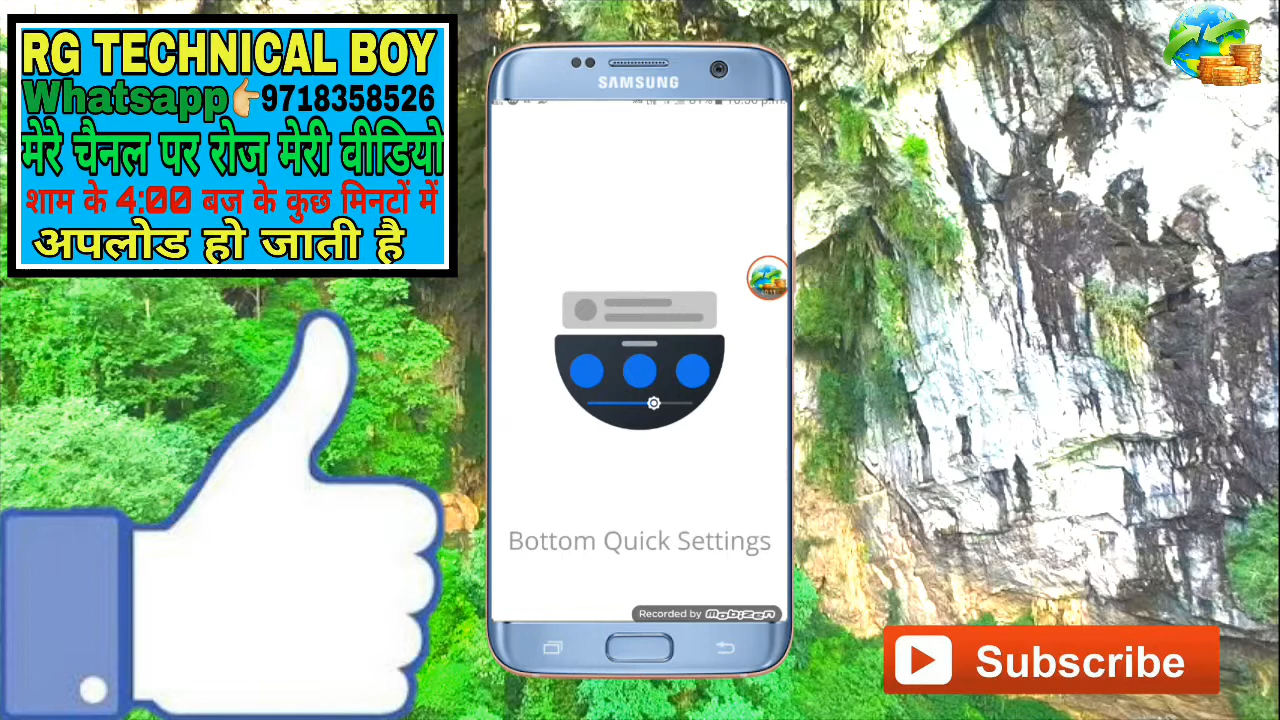 RG TECHNICAL BOY
Whatsapp👉🏼9718358526
मेरे चैनल पर रोज मेरी वीडियो
शाम के 4:00 बज के कुछ मिनटों में
अपलोड हो जाती है
SAMSUNG
Bottom Quick Settings
Recorded by mobizen
Subscribe